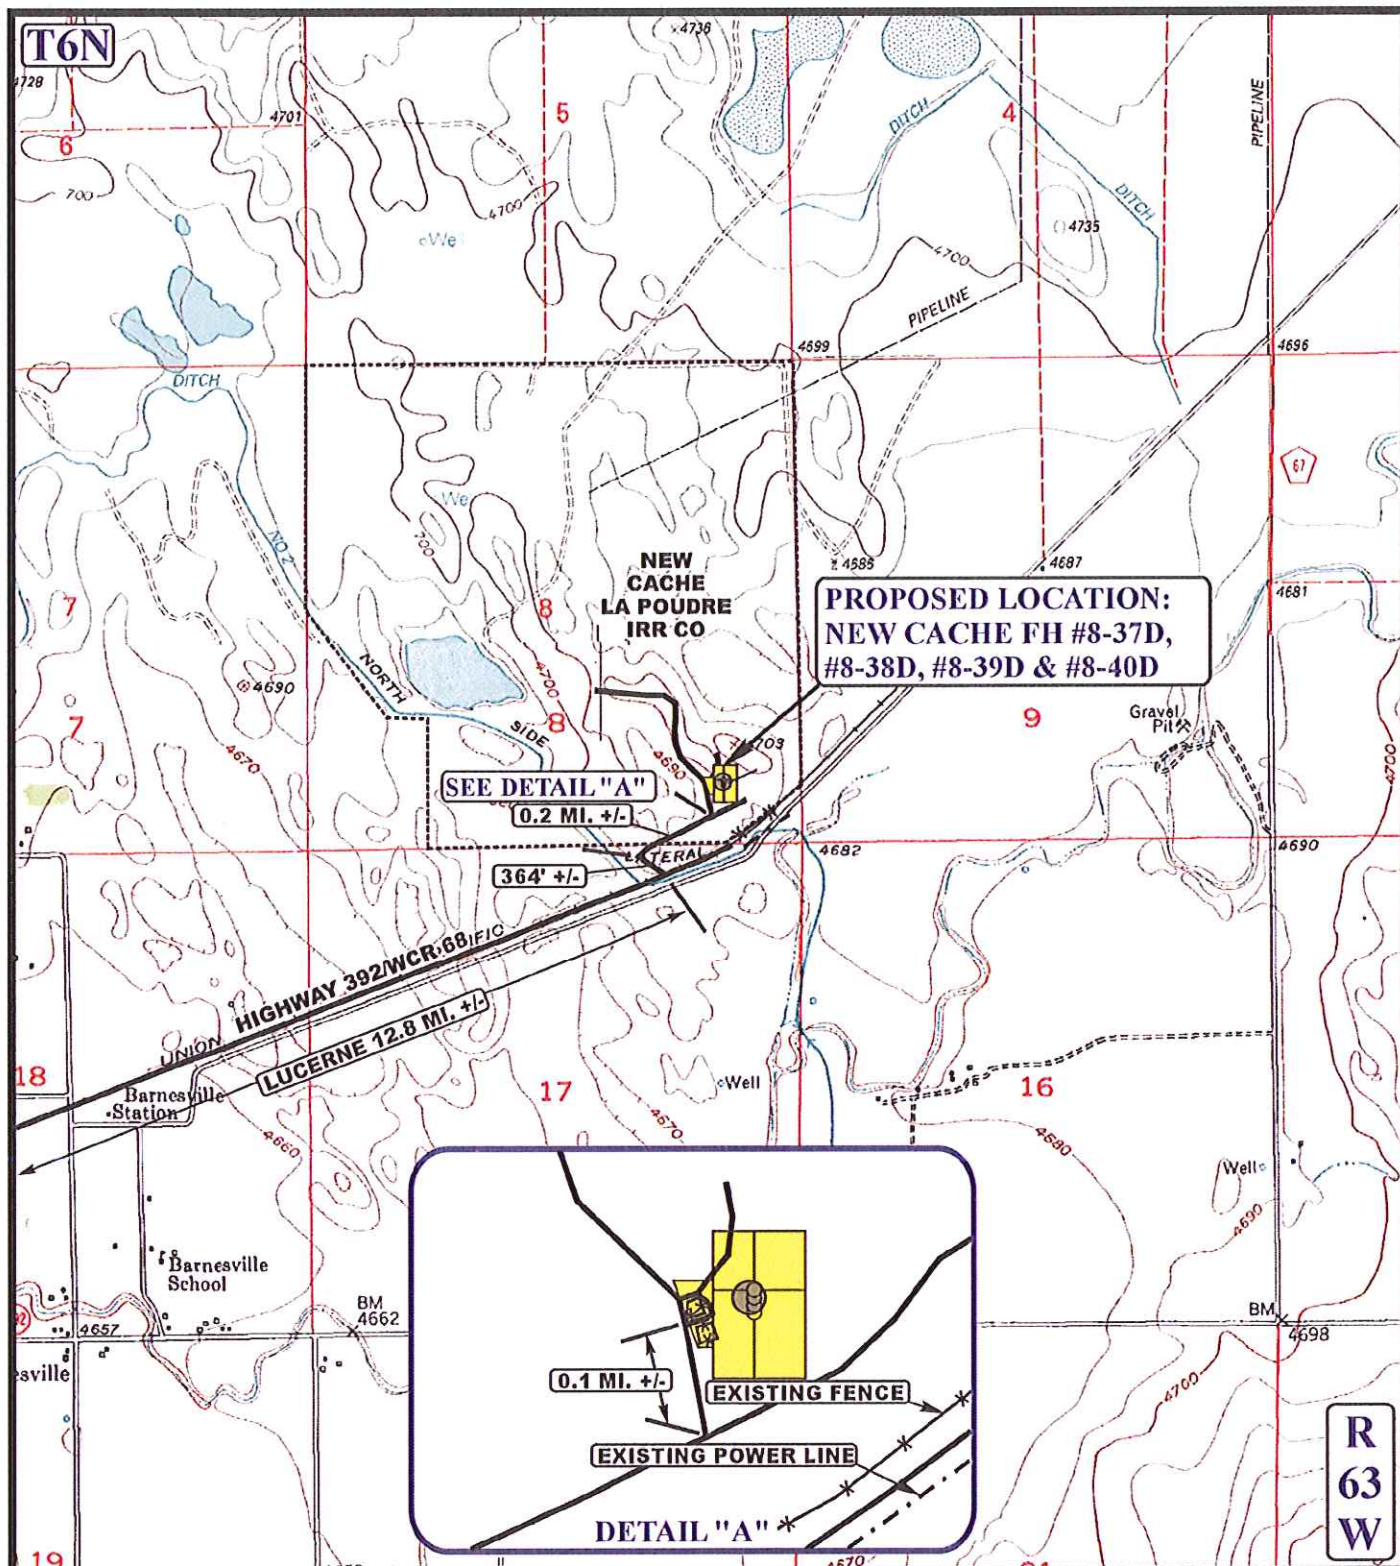 T6N
4736
4728
4701
5
4
6
DITCH
PIPELINE
700
4700
DITCH
4735
4700
PIPELINE
4699
4696
DITCH
67
700
NO 2
NEW
CACHE
LA POUDRE
IRR CO
4687
PROPOSED LOCATION:
NEW CACHE FH #8-37D,
#8-38D, #8-39D & #8-40D
4681
7
8
NORTH
4700
4690
SIDE
7
8
9
Gravel
Pit
4670
4690
4700
SEE DETAIL "A"
0.2 MI. +/-
LATERAL
4682
4690
364' +/-
HIGHWAY 392/WCR 68
UNION
LUCERNE 12.8 MI. +/-
18
Barnesville
Station
17
Well
16
4660
4670
4680
Well
4690
Barnesville
School
BM
4662
4657
BM
4698
4700
0.1 MI. +/-
EXISTING FENCE
EXISTING POWER LINE
DETAIL "A"
R
63
W
19
4670